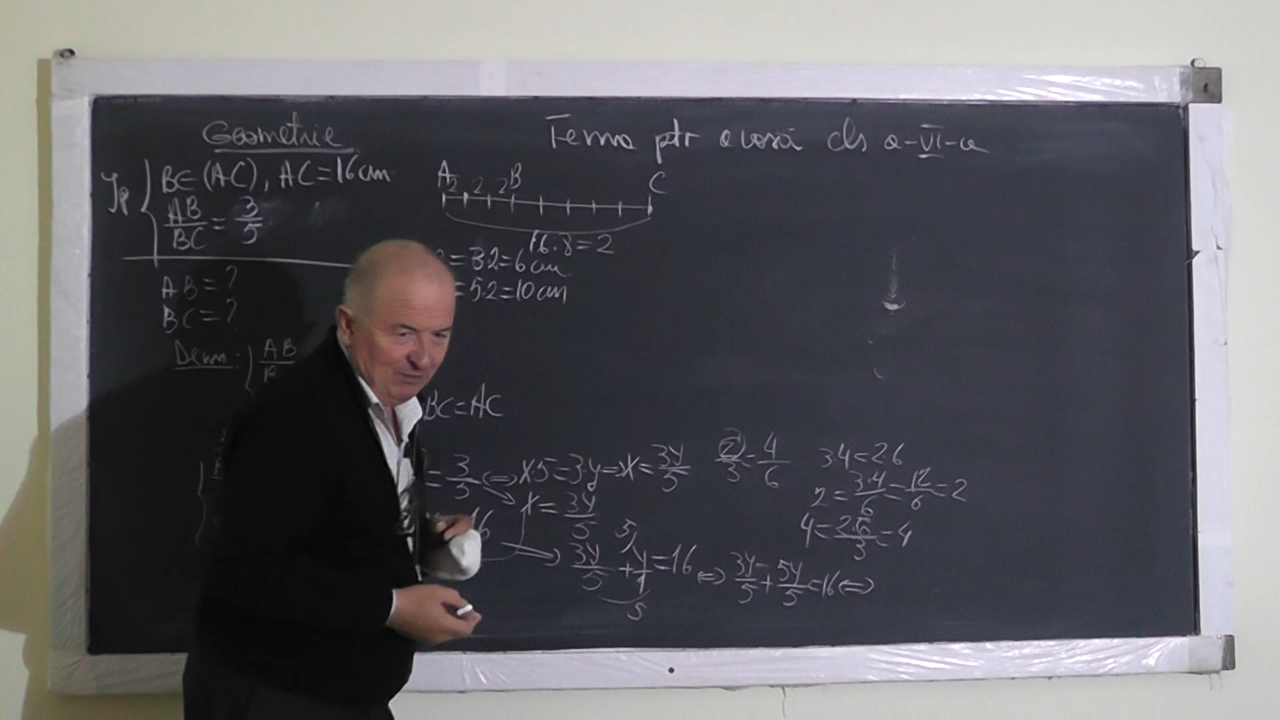 Geometrie
Tema ptr acasă cls a-VI-a
Ip { B∈(AC), AC=16cm
AB/BC = 3/5
A 2 2 2 B C
16:8=2
=3·2=6cm
=5·2=10cm
AB=?
BC=?
Dem: { AB
BC=AC
= 3/5 ⇔ x5=3y ⇒ x= 3y/5
2/3 = 4/6
3·4=2·6
x= 3y/5
2= 3·4/6 = 12/6 =2
4= 2·6/3 =4
16
3y/5 + y/1 =16 ⇔ 3y/5 + 5y/5 =16 ⇔
5